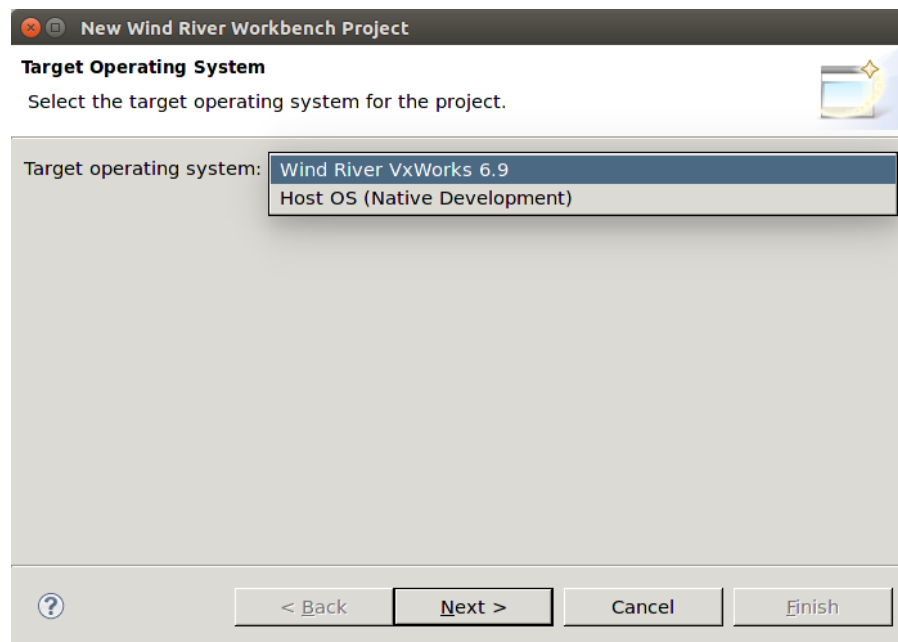 New Wind River Workbench Project
Target Operating System
Select the target operating system for the project.
Target operating system:
Wind River VxWorks 6.9
Host OS (Native Development)
?
< Back
Next >
Cancel
Finish